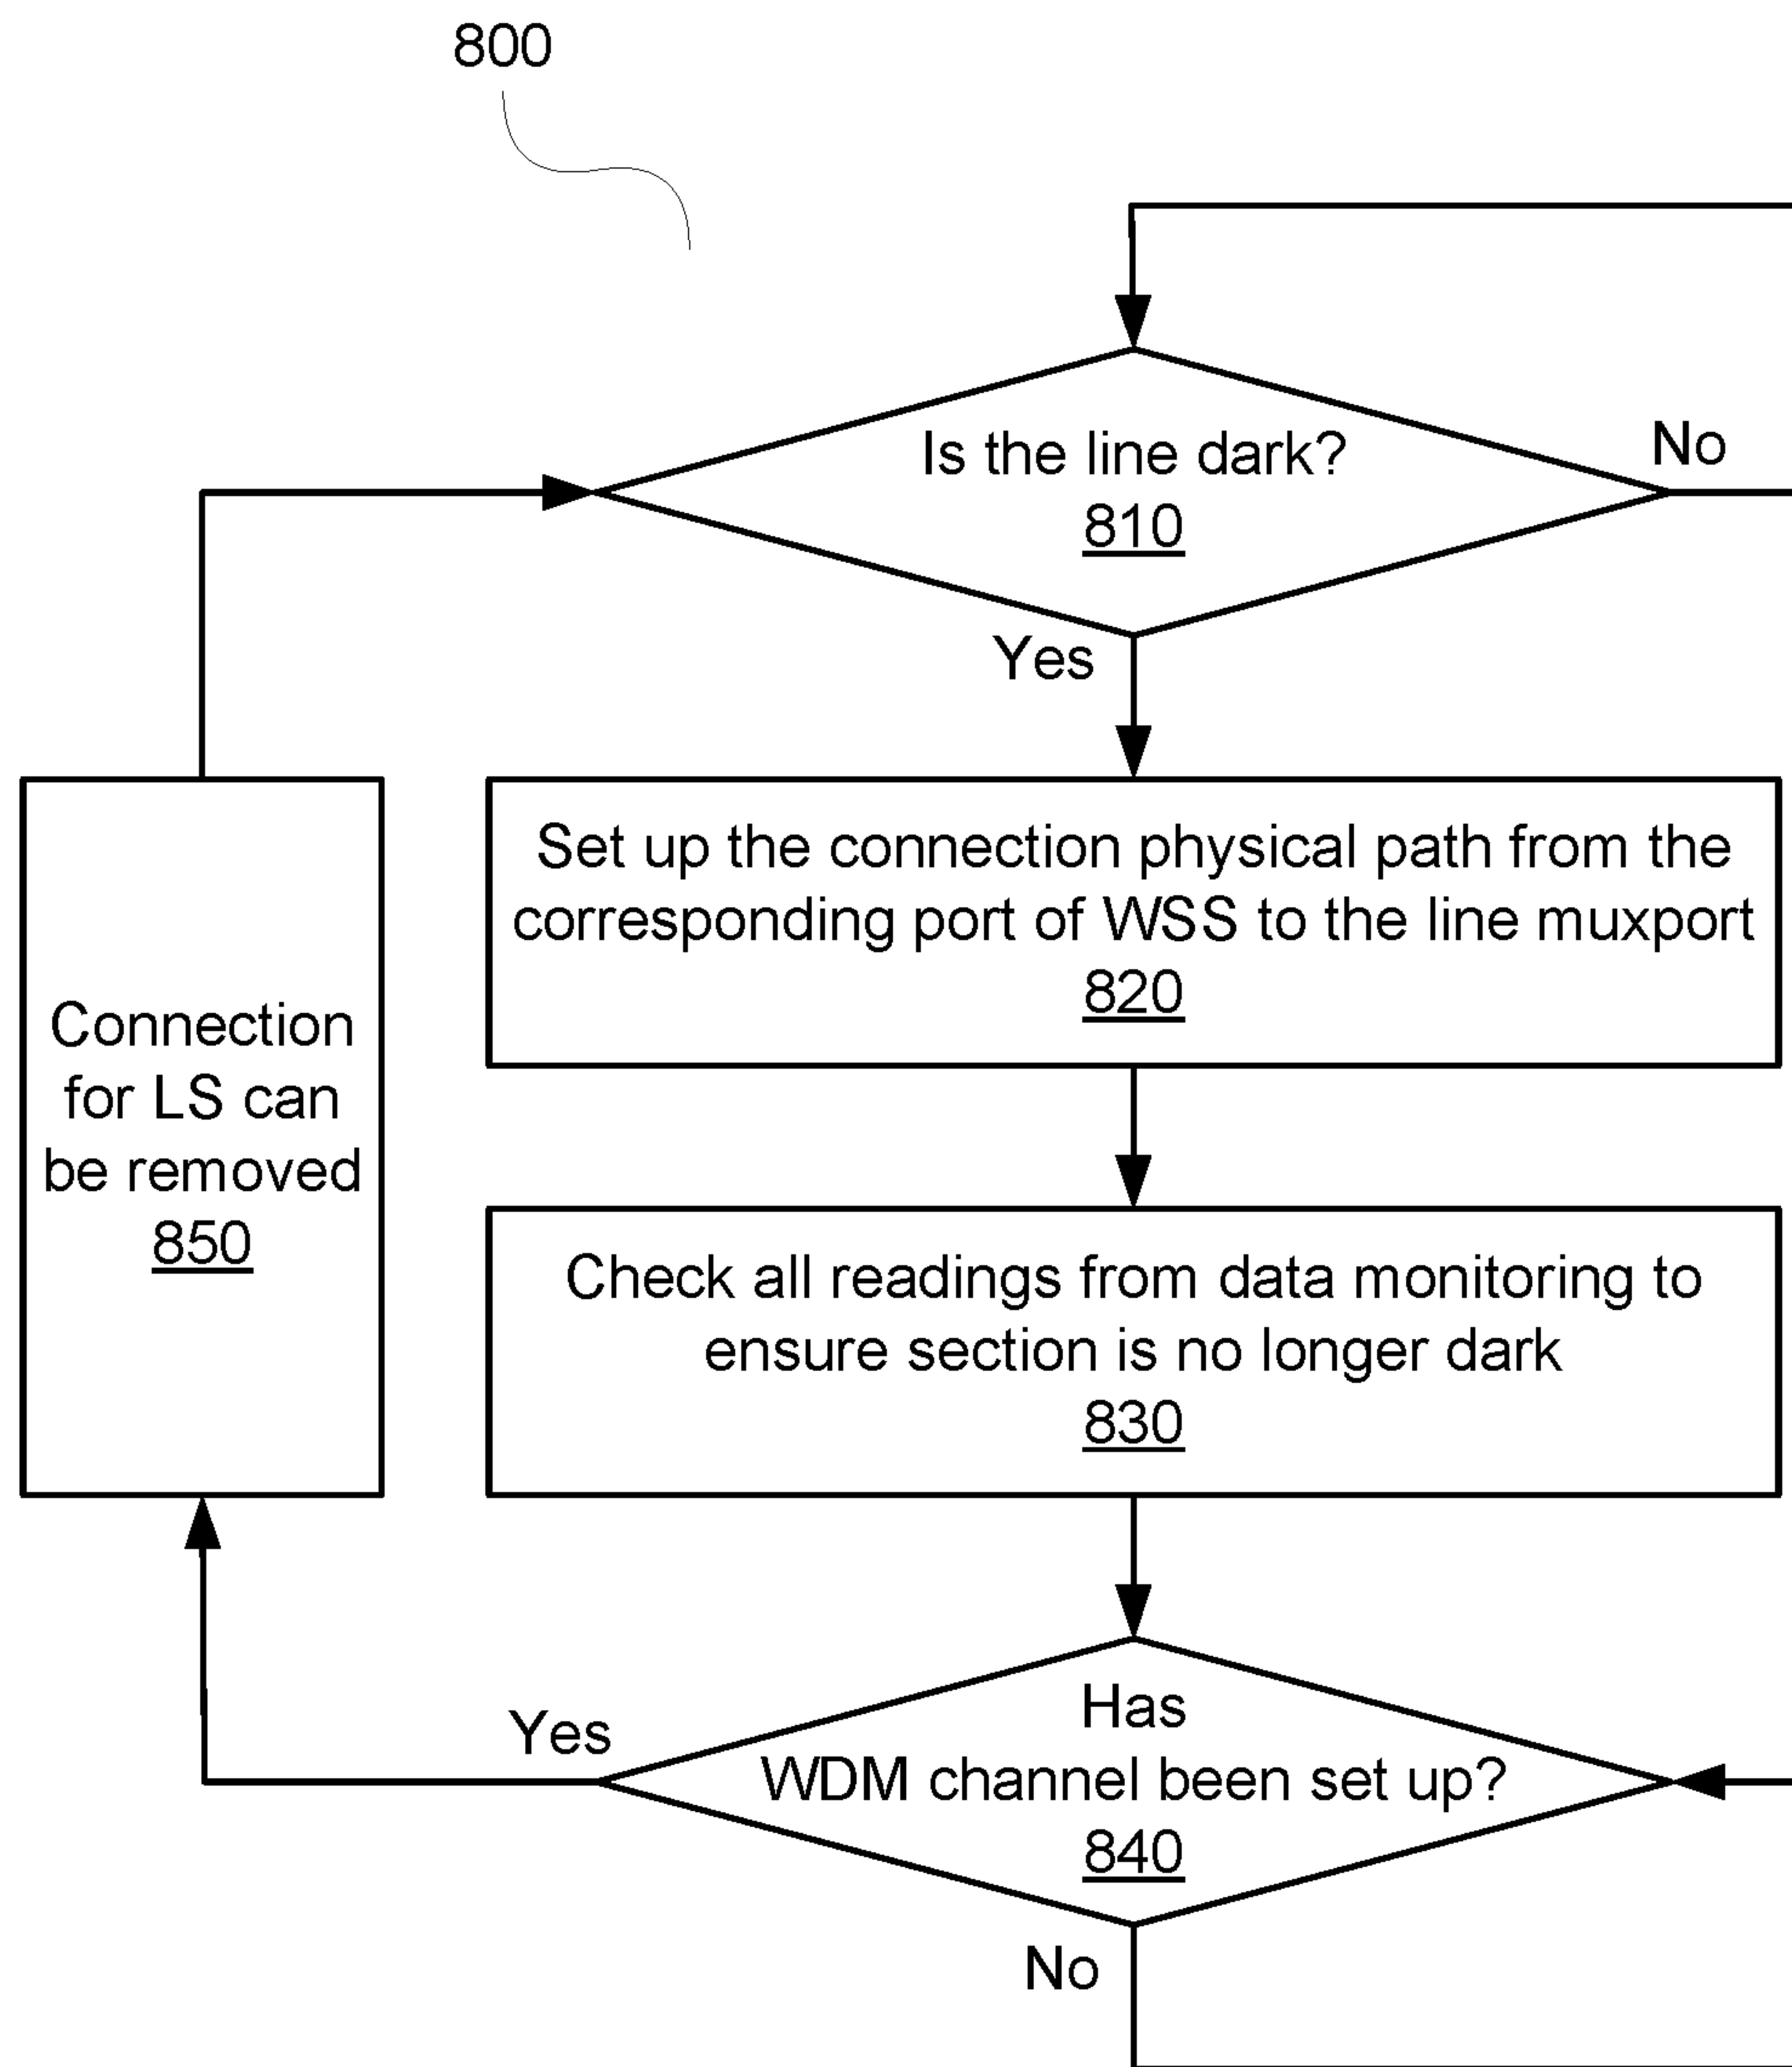 800
Is the line dark?
810
No
Yes
Set up the connection physical path from the
corresponding port of WSS to the line muxport
820
Connection
for LS can
be removed
850
Check all readings from data monitoring to
ensure section is no longer dark
830
Has
WDM channel been set up?
840
Yes
No